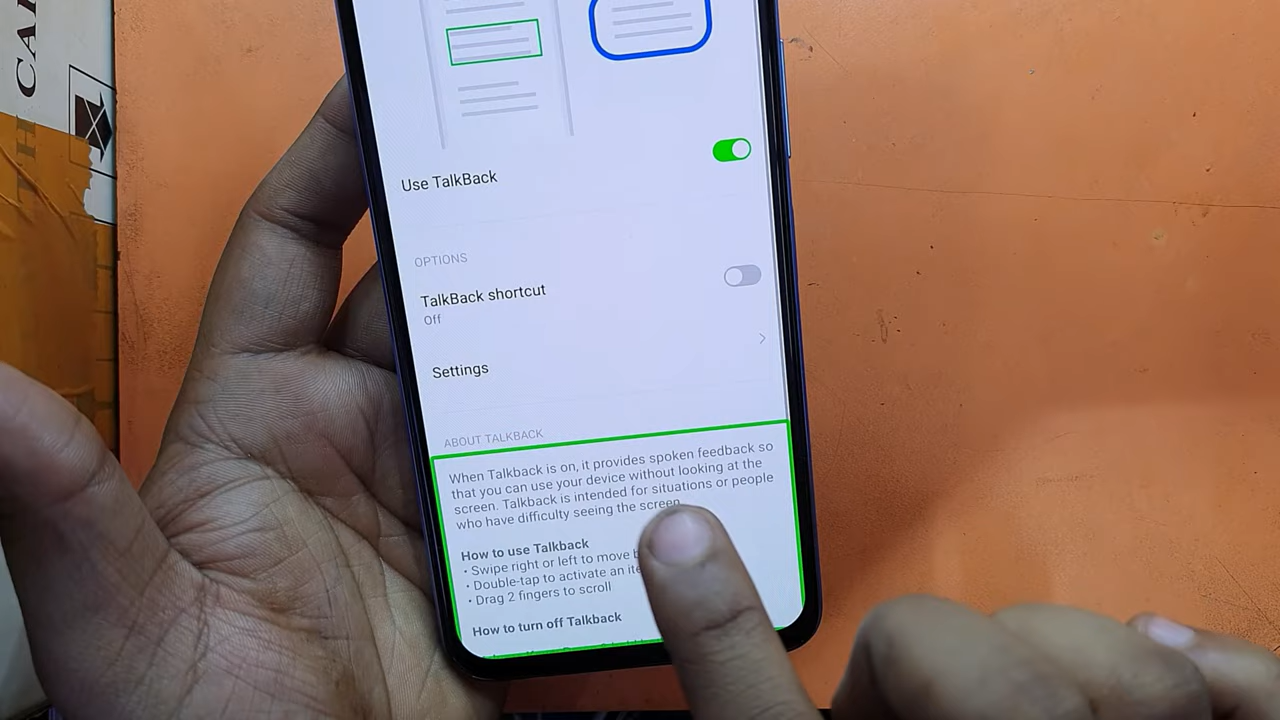 Use TalkBack
OPTIONS
TalkBack shortcut
Off
Settings
ABOUT TALKBACK
When Talkback is on, it provides spoken feedback so
that you can use your device without looking at the
screen. Talkback is intended for situations or people
who have difficulty seeing the screen.
How to use Talkback
• Swipe right or left to move
• Double-tap to activate an
• Drag 2 fingers to scroll
How to turn off Talkback